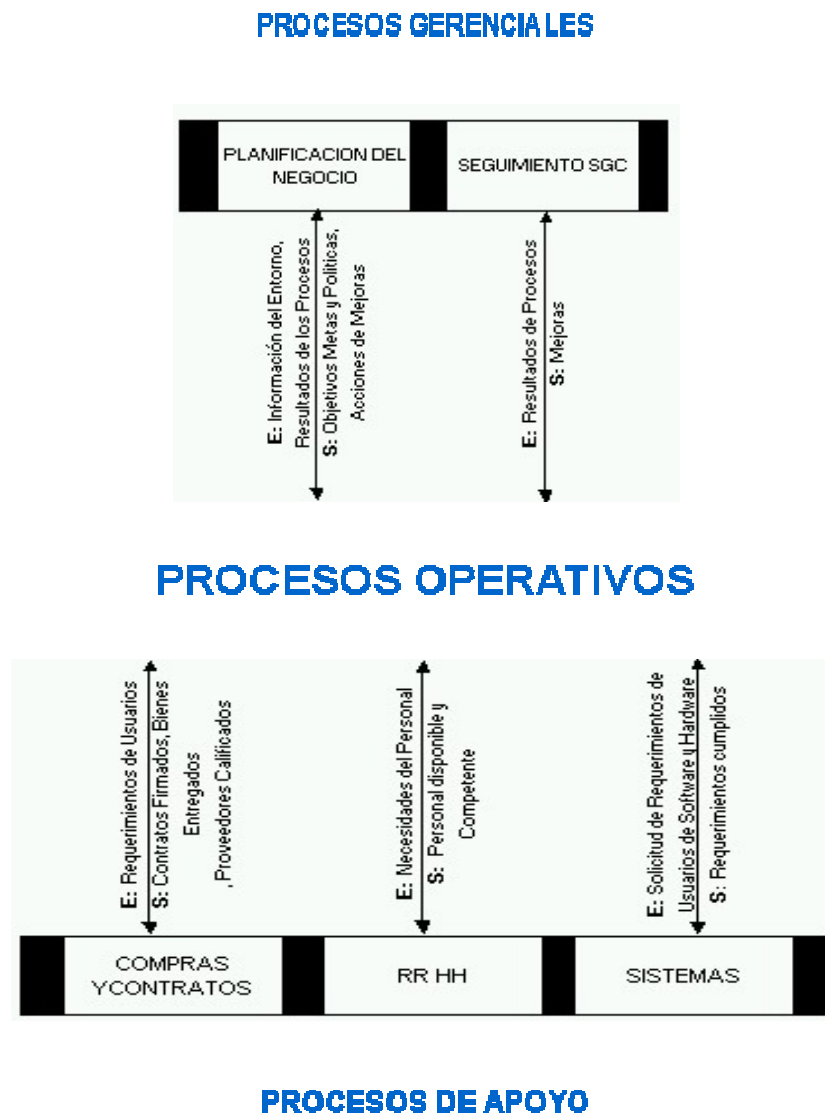 PROCESOS GERENCIALES
PLANIFICACION DEL
NEGOCIO
SEGUIMIENTO SGC
E: Información del Entorno,
Resultados de los Procesos
S: Objetivos Metas y Politicas,
Acciones de Mejoras
E: Resultados de Procesos
S: Mejoras
PROCESOS OPERATIVOS
E: Requerimientos de Usuarios
S: Contratos Firmados, Bienes
Entregados
,Proveedores Calificados
E: Necesidades del Personal
S: Personal disponible y
Competente
E: Solicitud de Requerimientos de
Usuarios de Software y Hardware
S: Requerimientos cumplidos
COMPRAS
YCONTRATOS
RR HH
SISTEMAS
PROCESOS DE APOYO